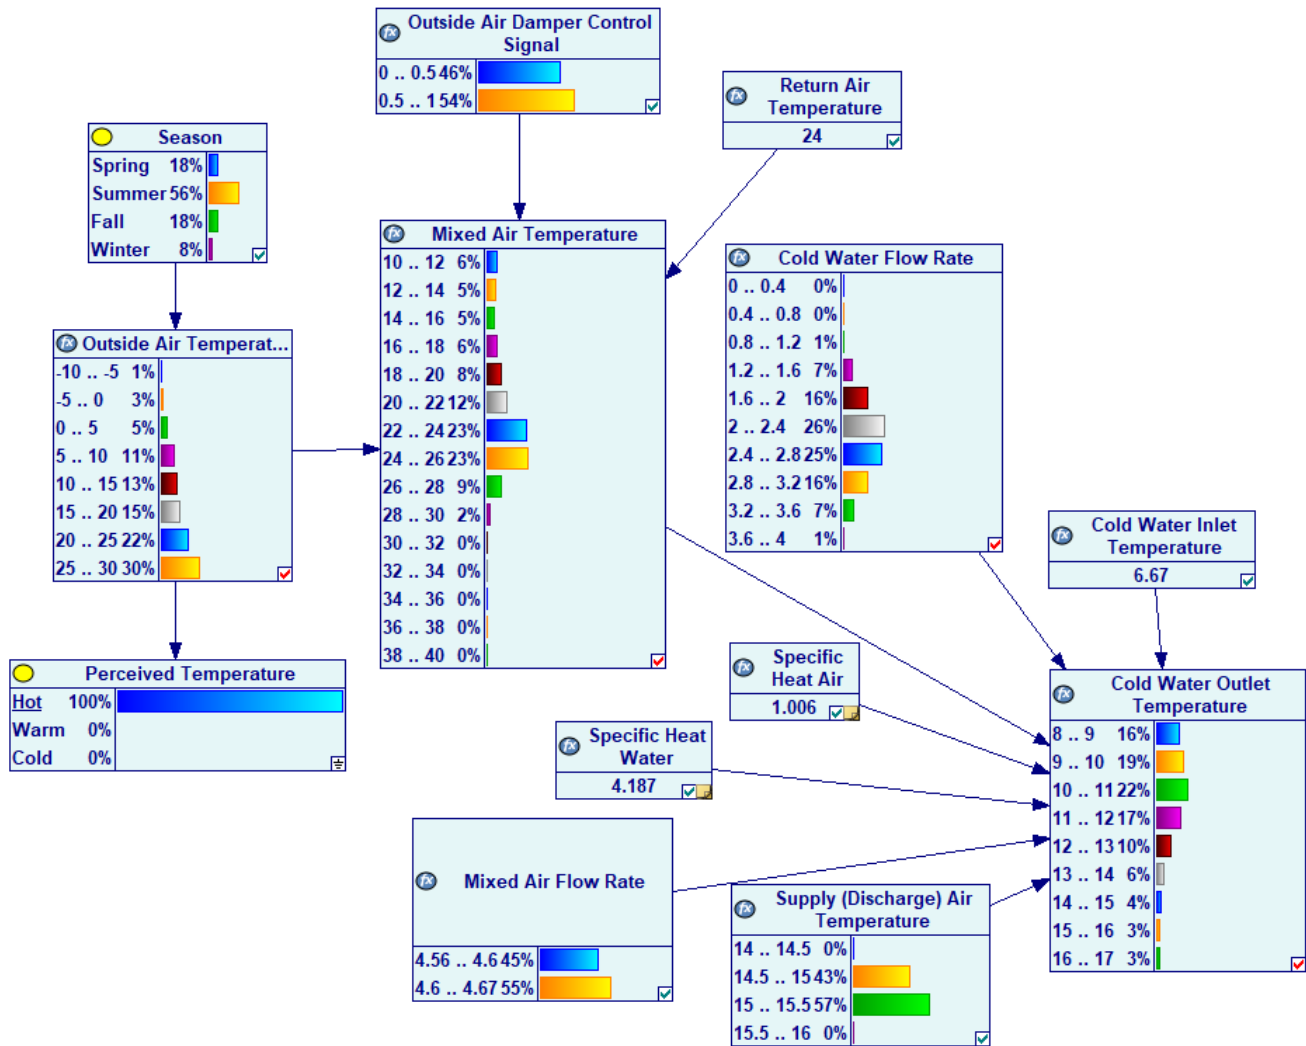 Outside Air Damper Control
Signal
0 .. 0.5 46%
0.5 .. 1 54%
Return Air
Temperature
24
Season
Spring 18%
Summer 56%
Fall 18%
Winter 8%
Mixed Air Temperature
10 .. 12 6%
12 .. 14 5%
14 .. 16 5%
16 .. 18 6%
18 .. 20 8%
20 .. 22 12%
22 .. 24 23%
24 .. 26 23%
26 .. 28 9%
28 .. 30 2%
30 .. 32 0%
32 .. 34 0%
34 .. 36 0%
36 .. 38 0%
38 .. 40 0%
Cold Water Flow Rate
0 .. 0.4 0%
0.4 .. 0.8 0%
0.8 .. 1.2 1%
1.2 .. 1.6 7%
1.6 .. 2 16%
2 .. 2.4 26%
2.4 .. 2.8 25%
2.8 .. 3.2 16%
3.2 .. 3.6 7%
3.6 .. 4 1%
Outside Air Temperat...
-10 .. -5 1%
-5 .. 0 3%
0 .. 5 5%
5 .. 10 11%
10 .. 15 13%
15 .. 20 15%
20 .. 25 22%
25 .. 30 30%
Cold Water Inlet
Temperature
6.67
Perceived Temperature
Hot 100%
Warm 0%
Cold 0%
Specific
Heat Air
1.006
Specific Heat
Water
4.187
Cold Water Outlet
Temperature
8 .. 9 16%
9 .. 10 19%
10 .. 11 22%
11 .. 12 17%
12 .. 13 10%
13 .. 14 6%
14 .. 15 4%
15 .. 16 3%
16 .. 17 3%
Mixed Air Flow Rate
4.56 .. 4.6 45%
4.6 .. 4.67 55%
Supply (Discharge) Air
Temperature
14 .. 14.5 0%
14.5 .. 15 43%
15 .. 15.5 57%
15.5 .. 16 0%